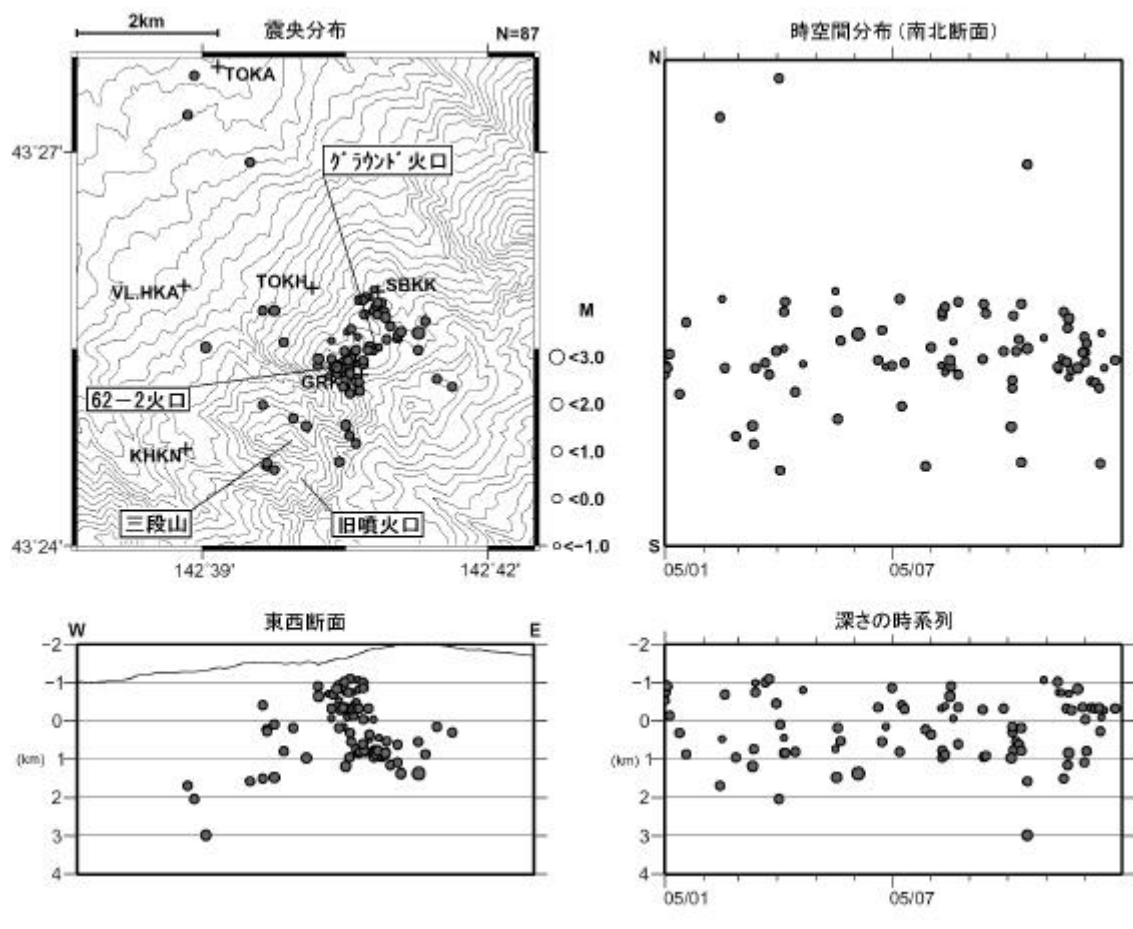 2km
震央分布
N=87
TOKA
43°27'
ｸﾞﾗｳﾝﾄﾞ火口
VL.HKA
TOKH
SBKK
GRK
62-2火口
KHKN
三段山
旧噴火口
43°24'
142°39'
142°42'
M
<3.0
<2.0
<1.0
<0.0
<-1.0
時空間分布（南北断面）
N
S
05/01
05/07
東西断面
W
E
-2
-1
0
(km)
1
2
3
4
深さの時系列
-2
-1
0
(km)
1
2
3
4
05/01
05/07